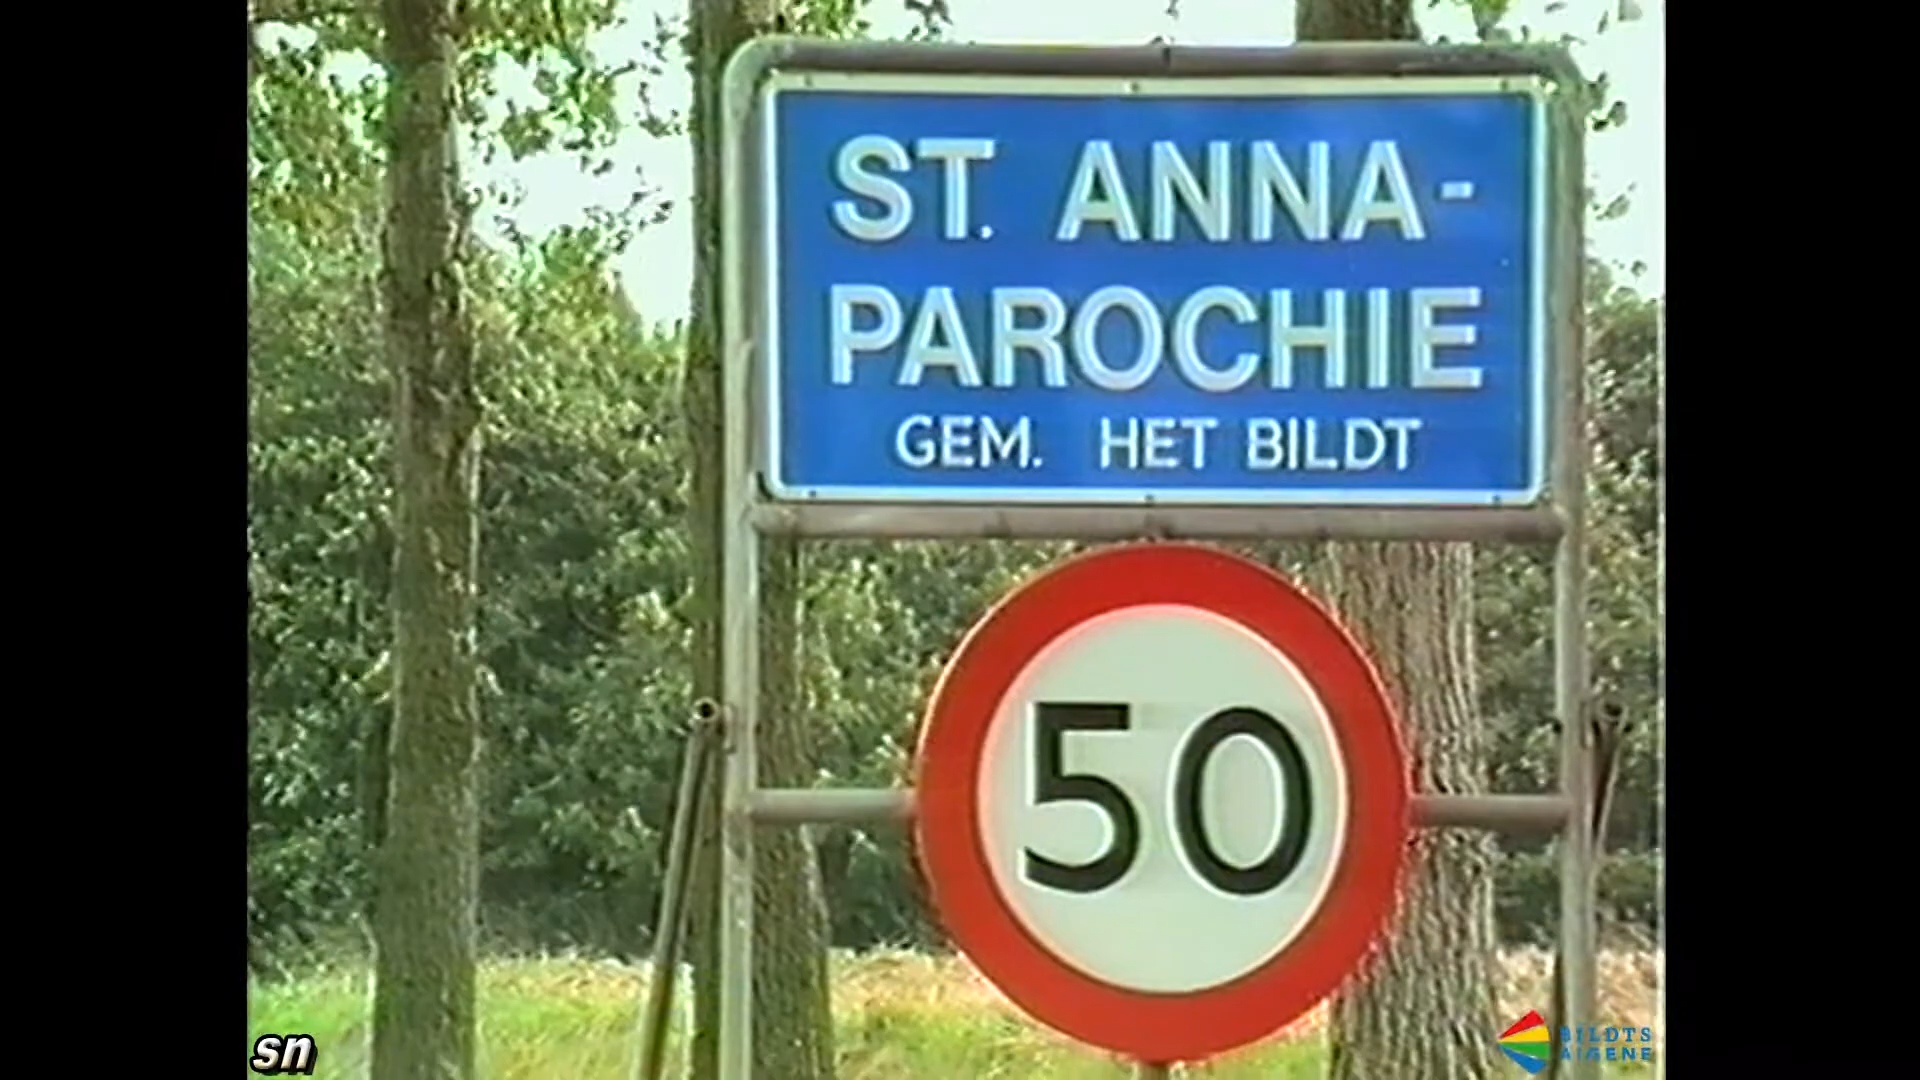 ST. ANNA-
PAROCHIE
GEM. HET BILDT
50
sn
BILDTS
AIGENE